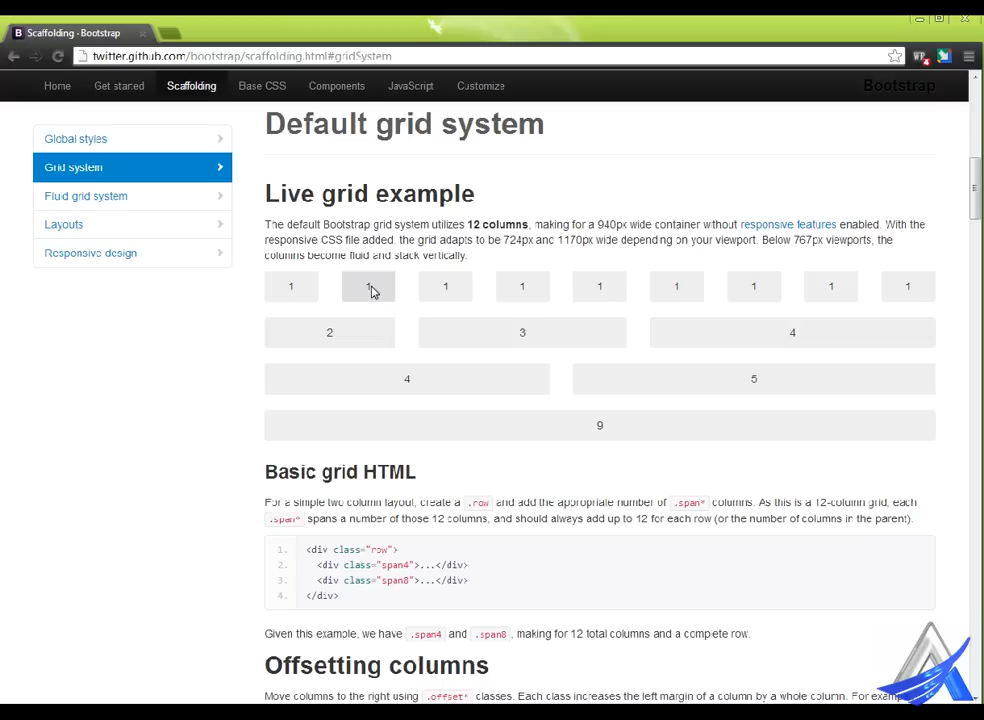 Scaffolding · Bootstrap
twitter.github.com/bootstrap/scaffolding.html#gridSystem
4
Home Get started Scaffolding Base CSS Components JavaScript Customize Bootstrap
Global styles
Grid system
Fluid grid system
Layouts
Responsive design
Default grid system
Live grid example
The default Bootstrap grid system utilizes 12 columns, making for a 940px wide container without responsive features enabled. With the
responsive CSS file added, the grid adapts to be 724px and 1170px wide depending on your viewport. Below 767px viewports, the
columns become fluid and stack vertically.
1 1 1 1 1 1 1 1 1
2 3 4
4 5
9
Basic grid HTML
For a simple two column layout, create a .row and add the appropriate number of .span* columns. As this is a 12-column grid, each
.span* spans a number of those 12 columns, and should always add up to 12 for each row (or the number of columns in the parent).
1. <div class="row">
2. <div class="span4">...</div>
3. <div class="span8">...</div>
4. </div>
Given this example, we have .span4 and .span8, making for 12 total columns and a complete row.
Offsetting columns
Move columns to the right using .offset* classes. Each class increases the left margin of a column by a whole column. For